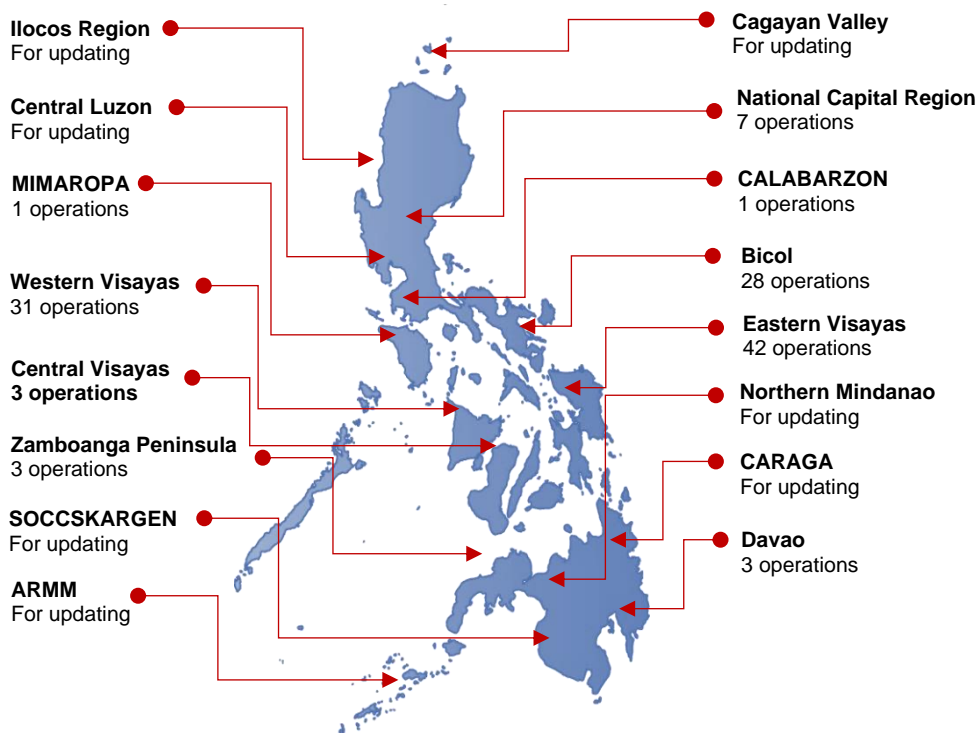 Ilocos Region
For updating
Central Luzon
For updating
MIMAROPA
1 operations
Western Visayas
31 operations
Central Visayas
3 operations
Zamboanga Peninsula
3 operations
SOCCSKARGEN
For updating
ARMM
For updating
Cagayan Valley
For updating
National Capital Region
7 operations
CALABARZON
1 operations
Bicol
28 operations
Eastern Visayas
42 operations
Northern Mindanao
For updating
CARAGA
For updating
Davao
3 operations